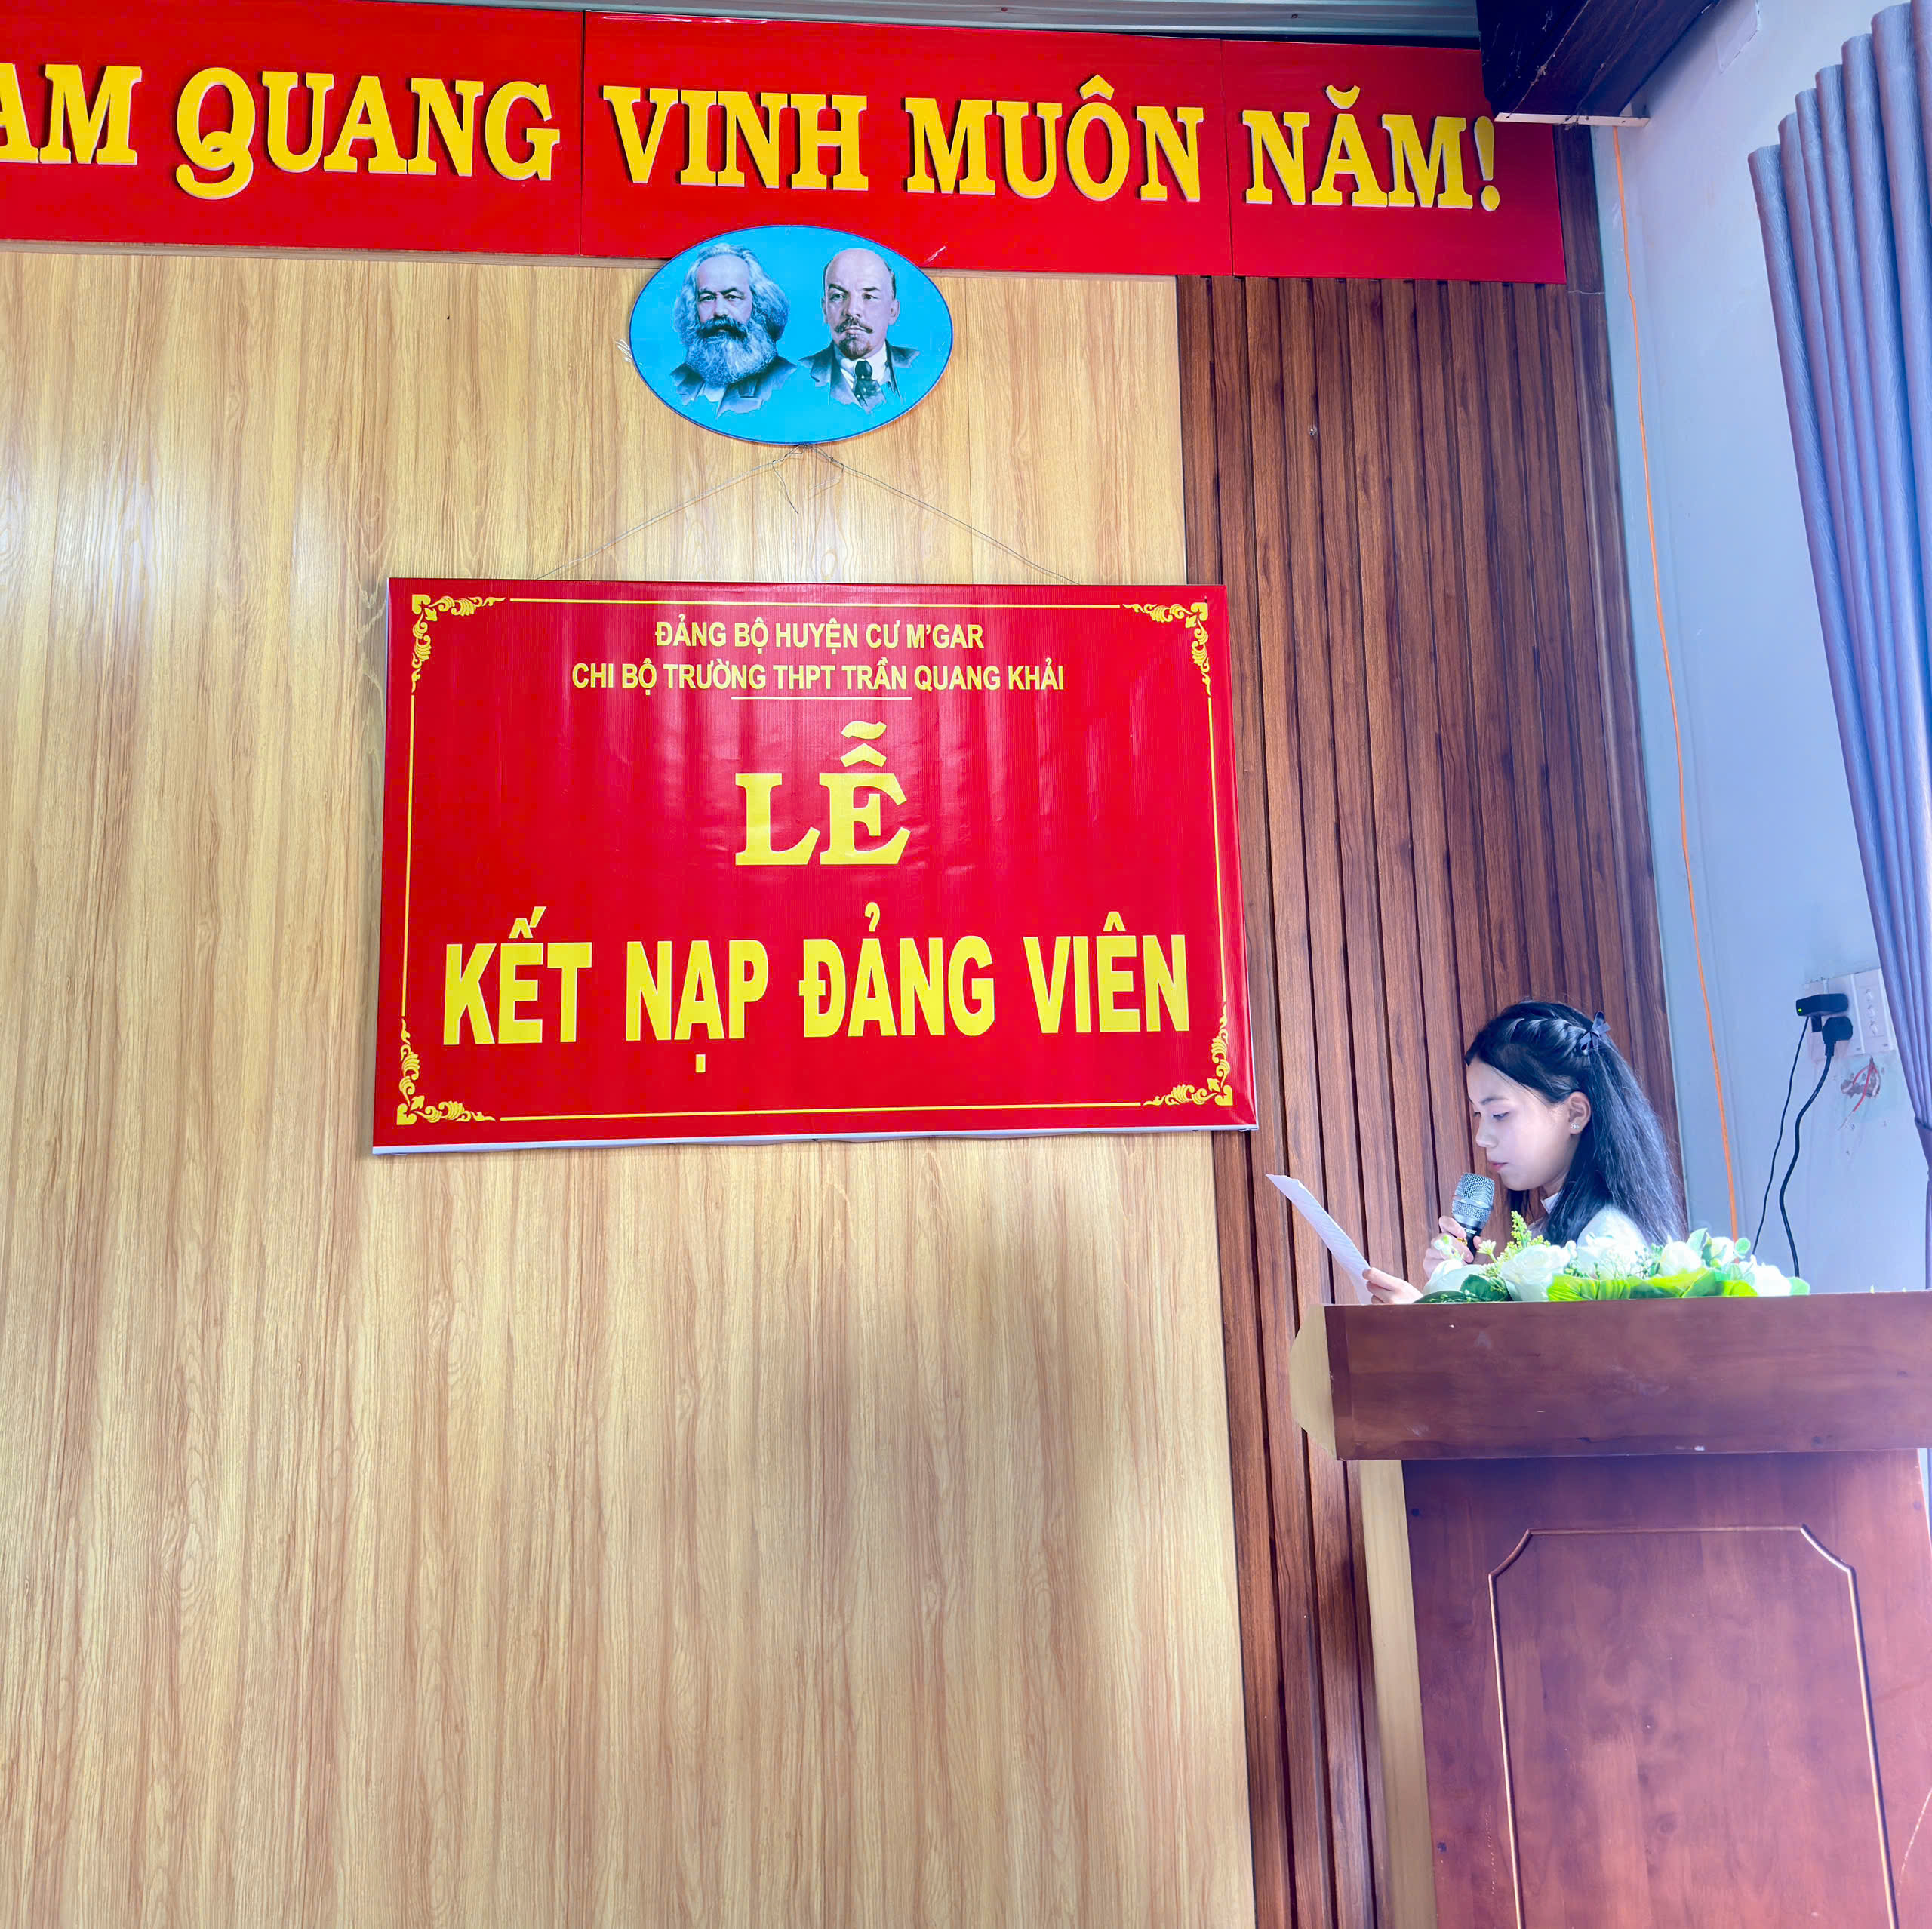 AM QUANG VINH MUÔN NĂM!
ĐẢNG BỘ HUYỆN CƯ M'GAR
CHI BỘ TRƯỜNG THPT TRẦN QUANG KHẢI
LỄ
KẾT NẠP ĐẢNG VIÊN